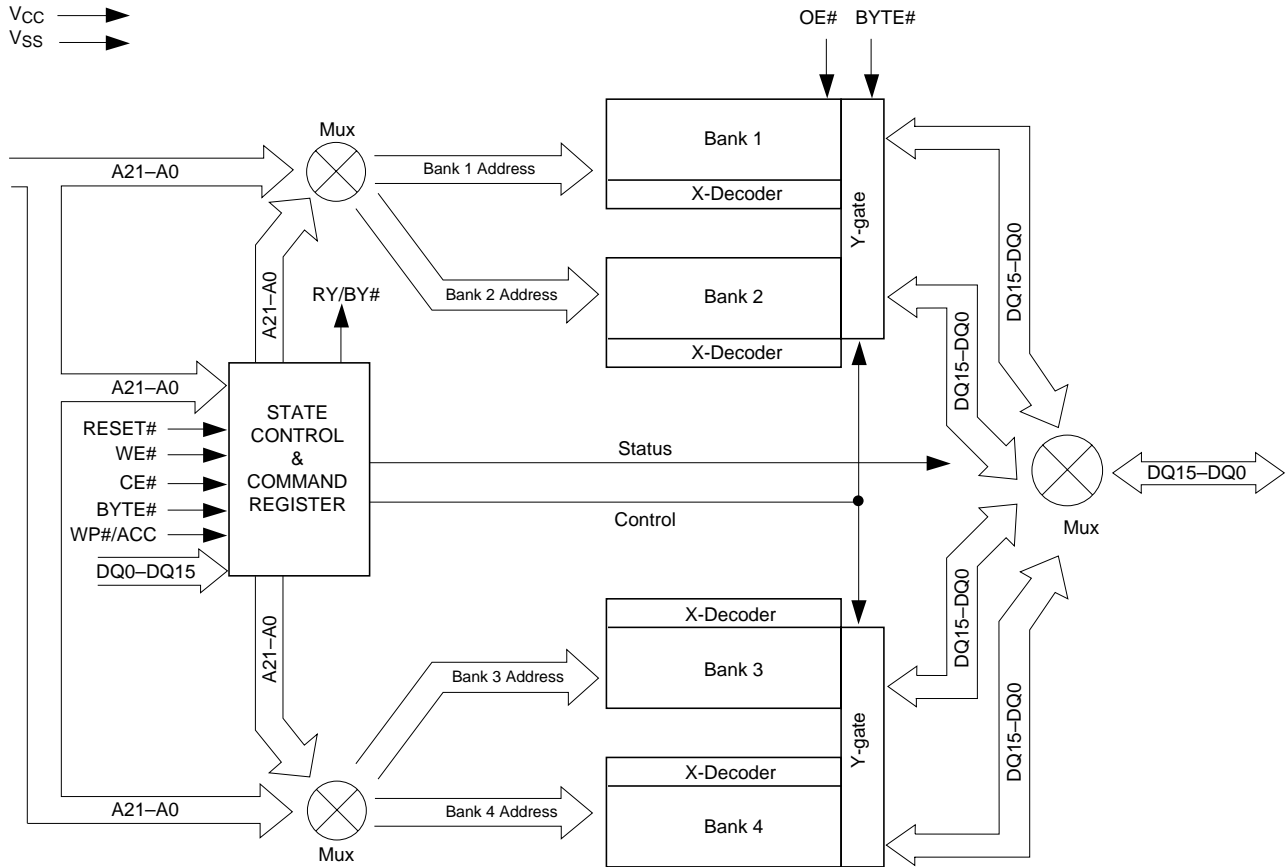 VCC
VSS
OE# BYTE#
Mux
A21–A0
Bank 1 Address
Bank 1
X-Decoder
Y-gate
DQ15–DQ0
A21–A0
RY/BY#
Bank 2 Address
Bank 2
X-Decoder
DQ15–DQ0
A21–A0
RESET#
WE#
CE#
BYTE#
WP#/ACC
DQ0–DQ15
STATE
CONTROL
&
COMMAND
REGISTER
Status
Control
DQ15–DQ0
Mux
A21–A0
X-Decoder
Bank 3 Address
Bank 3
Y-gate
DQ15–DQ0
DQ15–DQ0
X-Decoder
A21–A0
Bank 4 Address
Bank 4
Mux